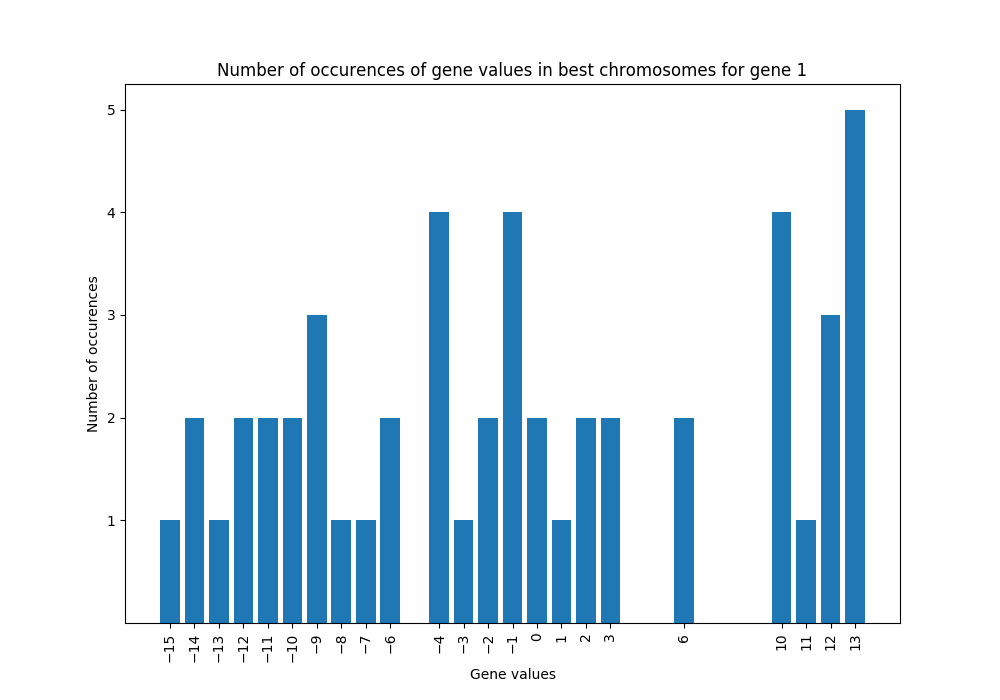 Number of occurences of gene values in best chromosomes for gene 1
Number of occurences
5
4
3
2
1
−15 −14 −13 −12 −11 −10 −9 −8 −7 −6 −4 −3 −2 −1 0 1 2 3 6 10 11 12 13
Gene values